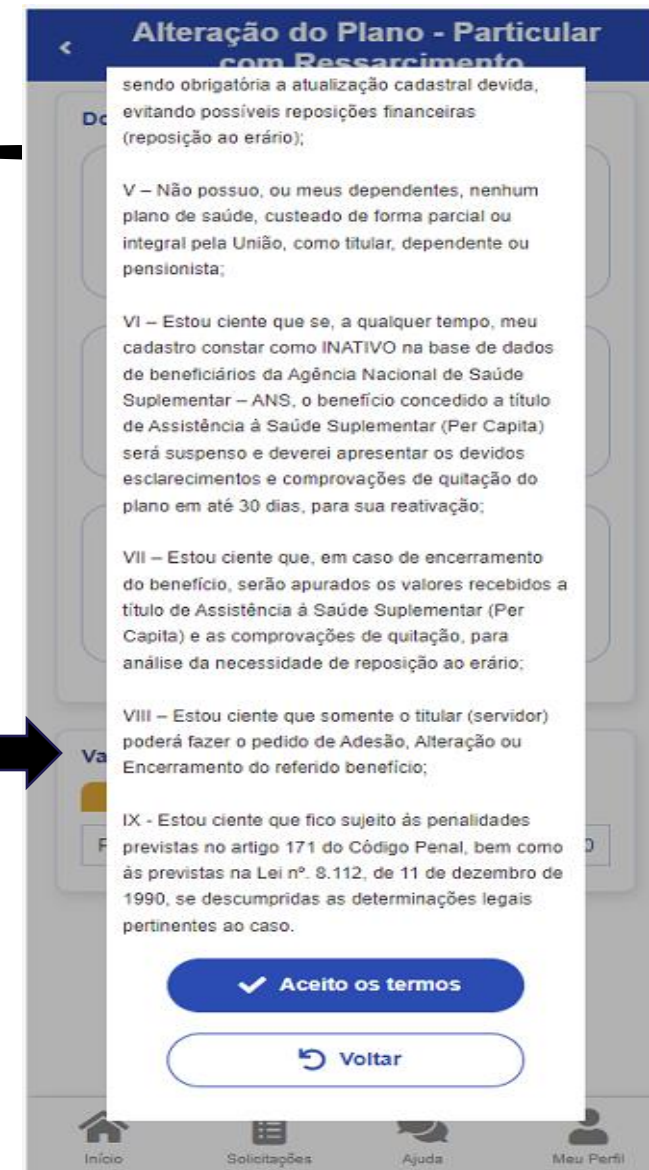 Alteração do Plano - Particular
com Ressarcimento
sendo obrigatória a atualização cadastral devida,
evitando possíveis reposições financeiras
(reposição ao erário);
V – Não possuo, ou meus dependentes, nenhum
plano de saúde, custeado de forma parcial ou
integral pela União, como titular, dependente ou
pensionista;
VI – Estou ciente que se, a qualquer tempo, meu
cadastro constar como INATIVO na base de dados
de beneficiários da Agência Nacional de Saúde
Suplementar – ANS, o benefício concedido a título
de Assistência á Saúde Suplementar (Per Capita)
será suspenso e deverei apresentar os devidos
esclarecimentos e comprovações de quitação do
plano em até 30 dias, para sua reativação;
VII – Estou ciente que, em caso de encerramento
do benefício, serão apurados os valores recebidos a
título de Assistência á Saúde Suplementar (Per
Capita) e as comprovações de quitação, para
análise da necessidade de reposição ao erário;
VIII – Estou ciente que somente o titular (servidor)
poderá fazer o pedido de Adesão, Alteração ou
Encerramento do referido benefício;
IX - Estou ciente que fico sujeito ás penalidades
previstas no artigo 171 do Código Penal, bem como
ás previstas na Lei nº. 8.112, de 11 de dezembro de
1990, se descumpridas as determinações legais
pertinentes ao caso.
Aceito os termos
Voltar
Início Solicitações Ajuda Meu Perfil